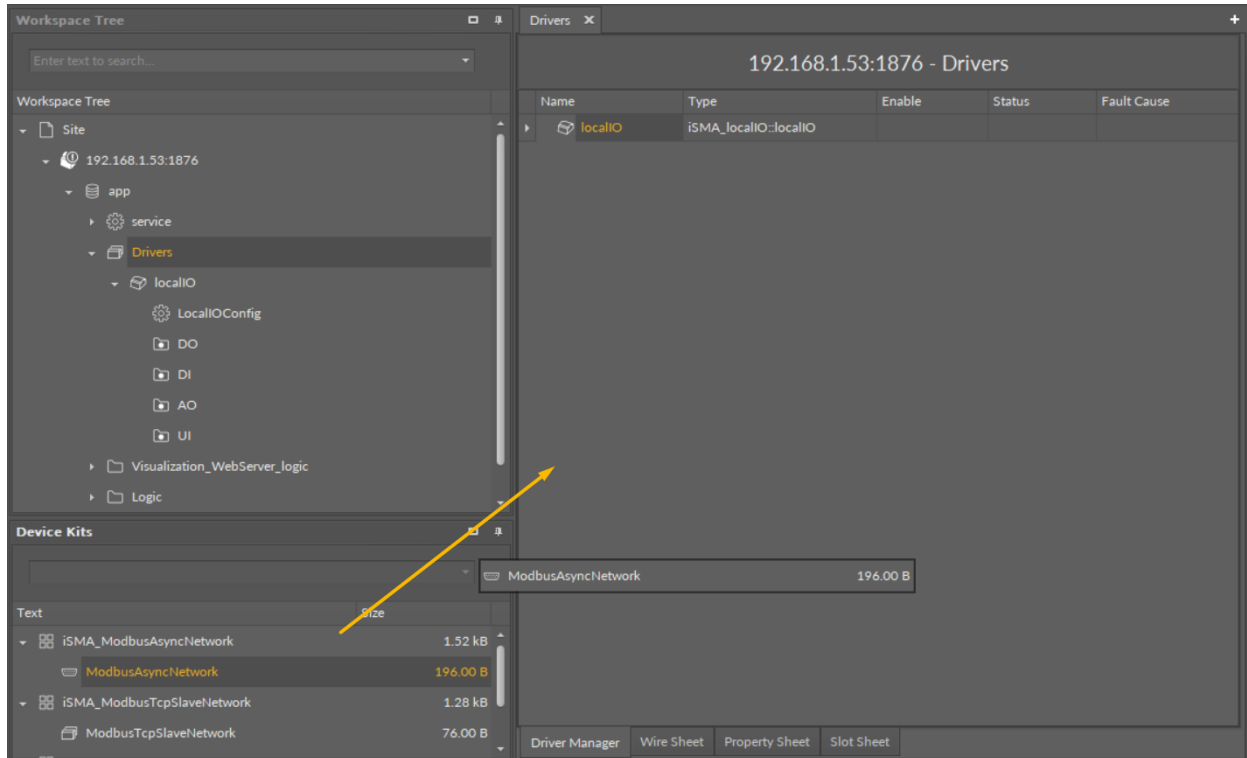 Workspace Tree
Enter text to search...
Workspace Tree
Site
192.168.1.53:1876
app
service
Drivers
localIO
LocalIOConfig
DO
DI
AO
UI
Visualization_WebServer_logic
Logic
Device Kits
Text Size
iSMA_ModbusAsyncNetwork 1.52 kB
ModbusAsyncNetwork 196.00 B
iSMA_ModbusTcpSlaveNetwork 1.28 kB
ModbusTcpSlaveNetwork 76.00 B
Drivers
192.168.1.53:1876 - Drivers
Name Type Enable Status Fault Cause
localIO iSMA_localIO::localIO
ModbusAsyncNetwork 196.00 B
Driver Manager Wire Sheet Property Sheet Slot Sheet